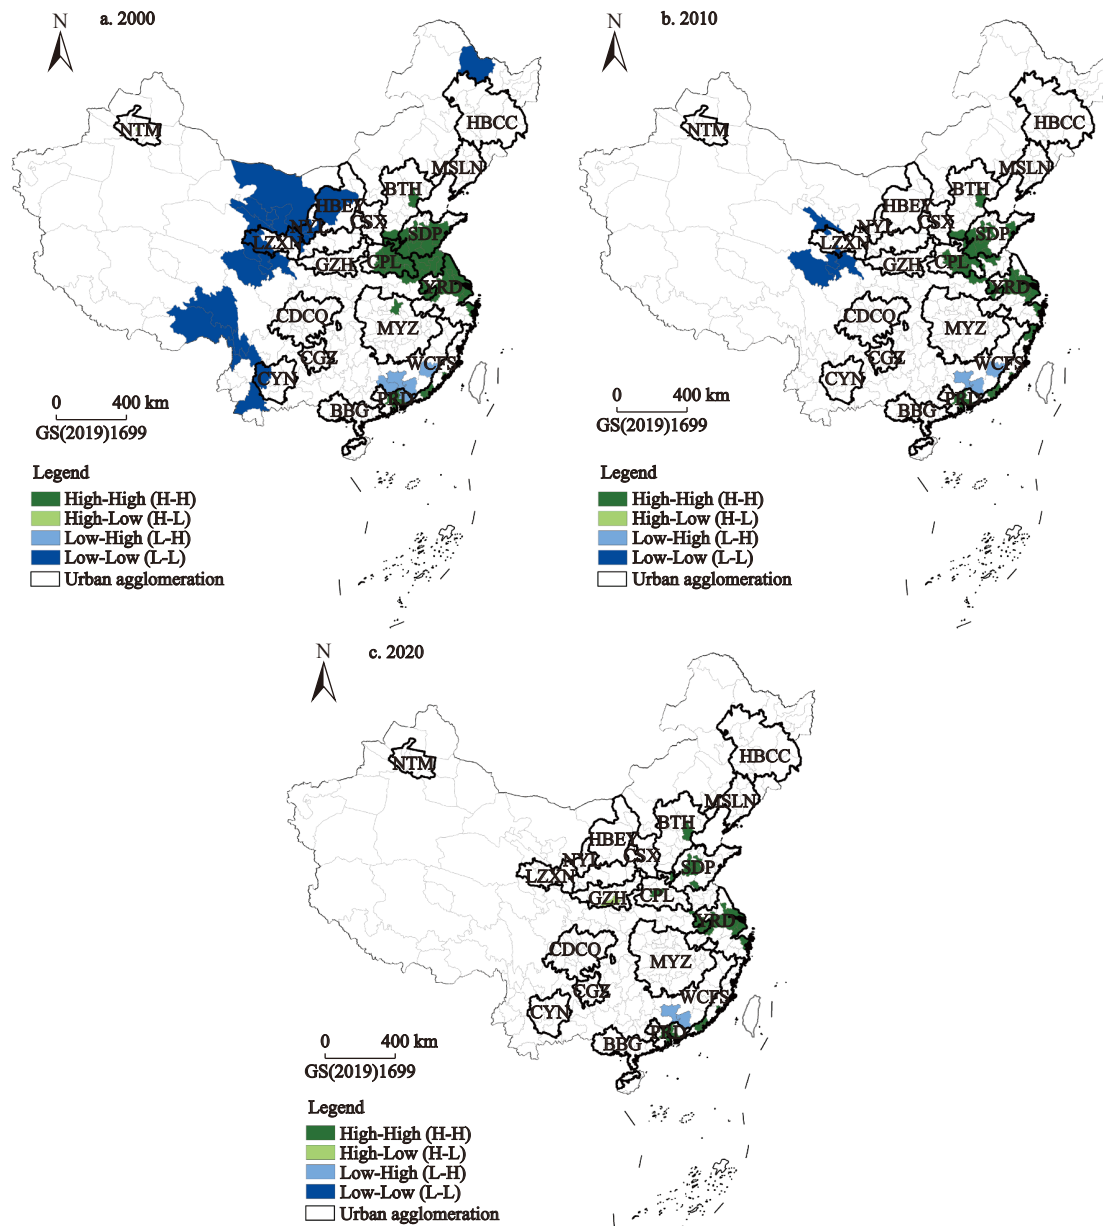 N
a. 2000
NTM
HBCC
MSLN
BTH
HBEY
CSX
NYL
SDP
LZXN
CPL
GZH
YRD
CDCQ
MYZ
CGZ
WCFS
CYN
PRD
BBG
0 400 km
GS(2019)1699
Legend
High-High (H-H)
High-Low (H-L)
Low-High (L-H)
Low-Low (L-L)
Urban agglomeration
N
b. 2010
NTM
HBCC
MSLN
BTH
HBEY
CSX
NYL
SDP
LZXN
CPL
GZH
YRD
CDCQ
MYZ
CGZ
WCFS
CYN
PRD
BBG
0 400 km
GS(2019)1699
Legend
High-High (H-H)
High-Low (H-L)
Low-High (L-H)
Low-Low (L-L)
Urban agglomeration
N
c. 2020
NTM
HBCC
MSLN
BTH
HBEY
CSX
NYL
SDP
LZXN
CPL
GZH
YRD
CDCQ
MYZ
CGZ
WCFS
CYN
PRD
BBG
0 400 km
GS(2019)1699
Legend
High-High (H-H)
High-Low (H-L)
Low-High (L-H)
Low-Low (L-L)
Urban agglomeration